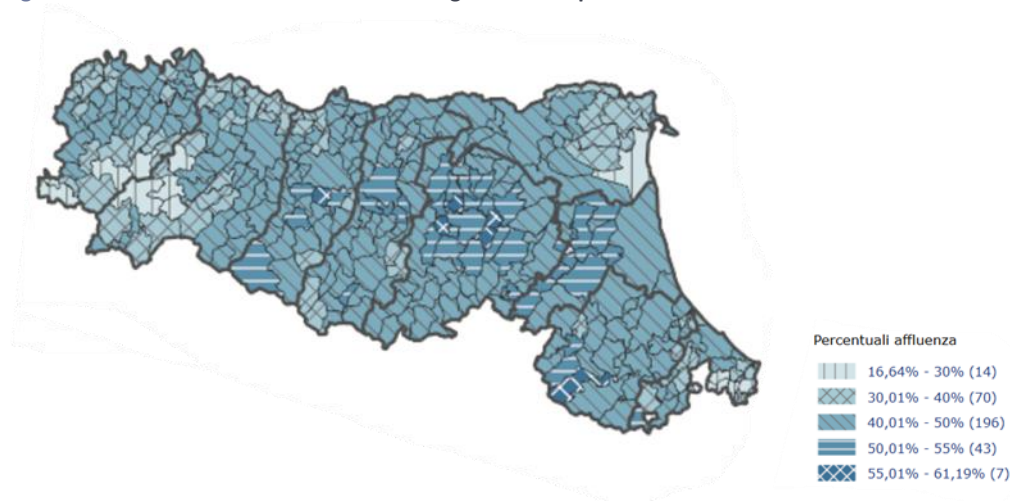 Percentuali affluenza
16,64% - 30% (14)
30,01% - 40% (70)
40,01% - 50% (196)
50,01% - 55% (43)
55,01% - 61,19% (7)